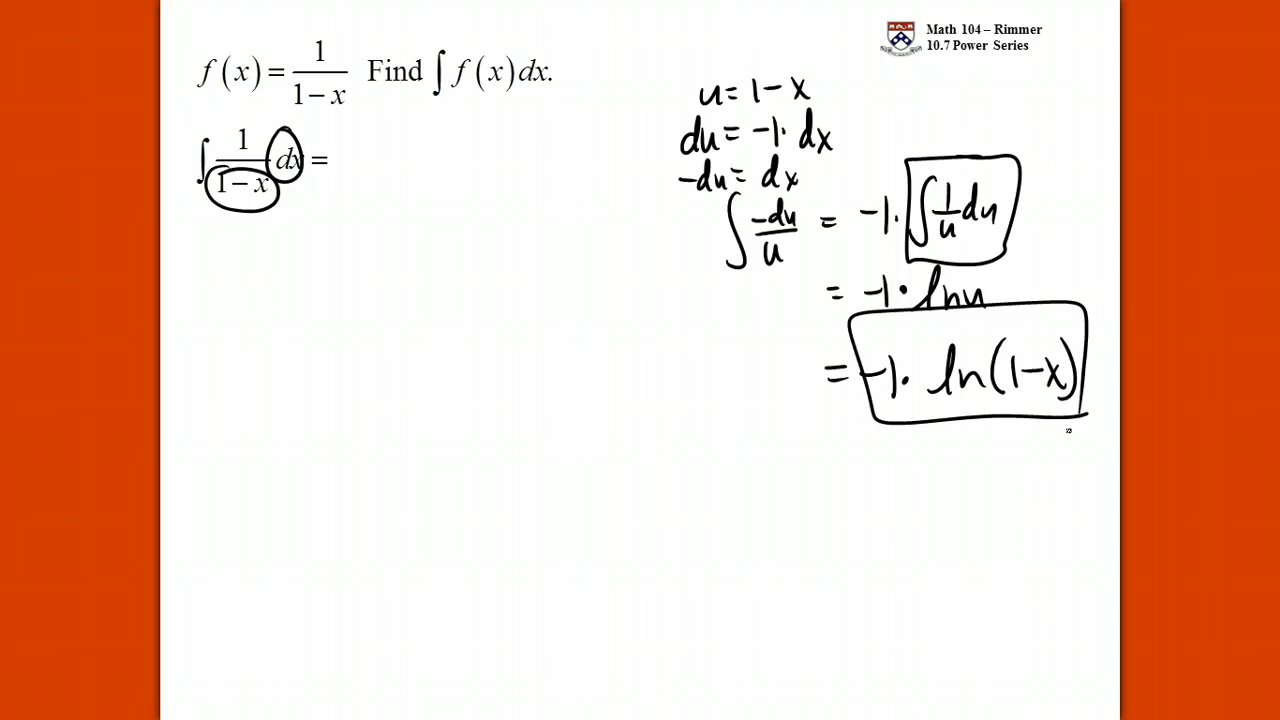 Math 104 – Rimmer
10.7 Power Series
f(x) = 1/(1−x) Find ∫ f(x) dx.
∫ 1/(1−x) dx =
u = 1 − x
du = −1 · dx
−du = dx
∫ −du/u = −1 · ∫ 1/u du
= −1 · ln u
= −1 · ln(1−x)